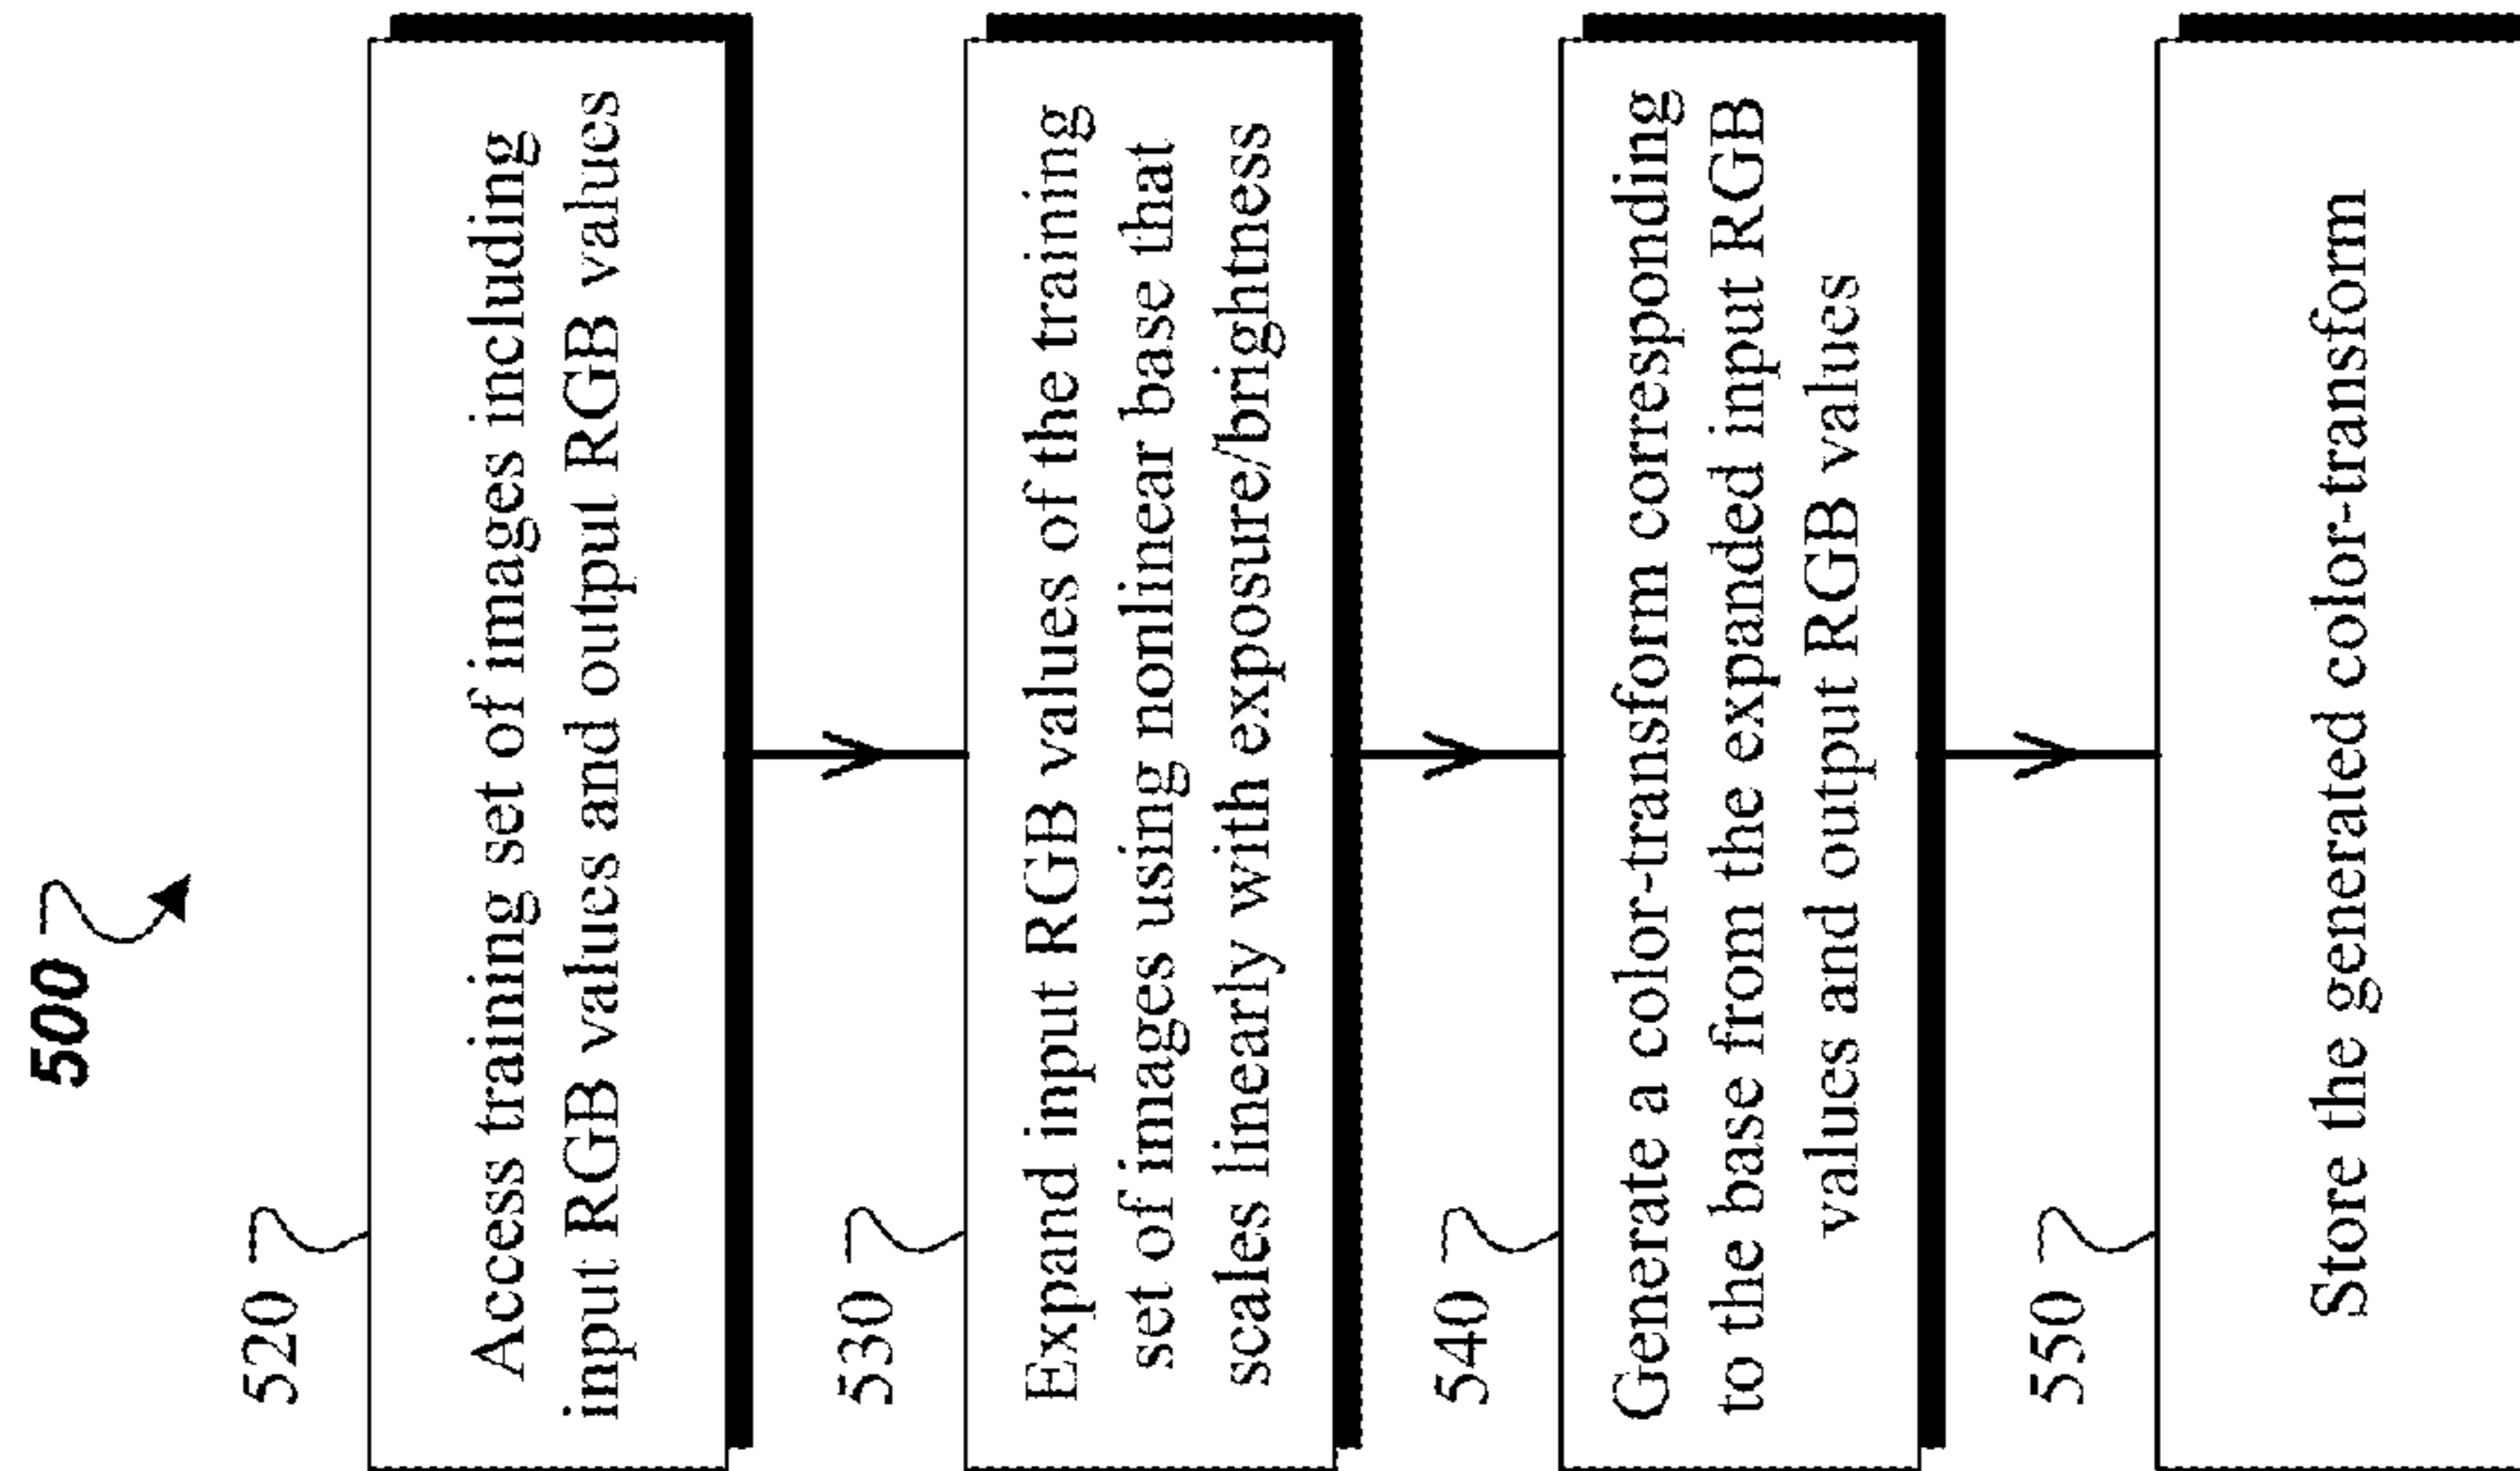 500
520
Access training set of images including
input RGB values and output RGB values
530
Expand input RGB values of the training
set of images using nonlinear base that
scales linearly with exposure/brightness
540
Generate a color-transform corresponding
to the base from the expanded input RGB
values and output RGB values
550
Store the generated color-transform